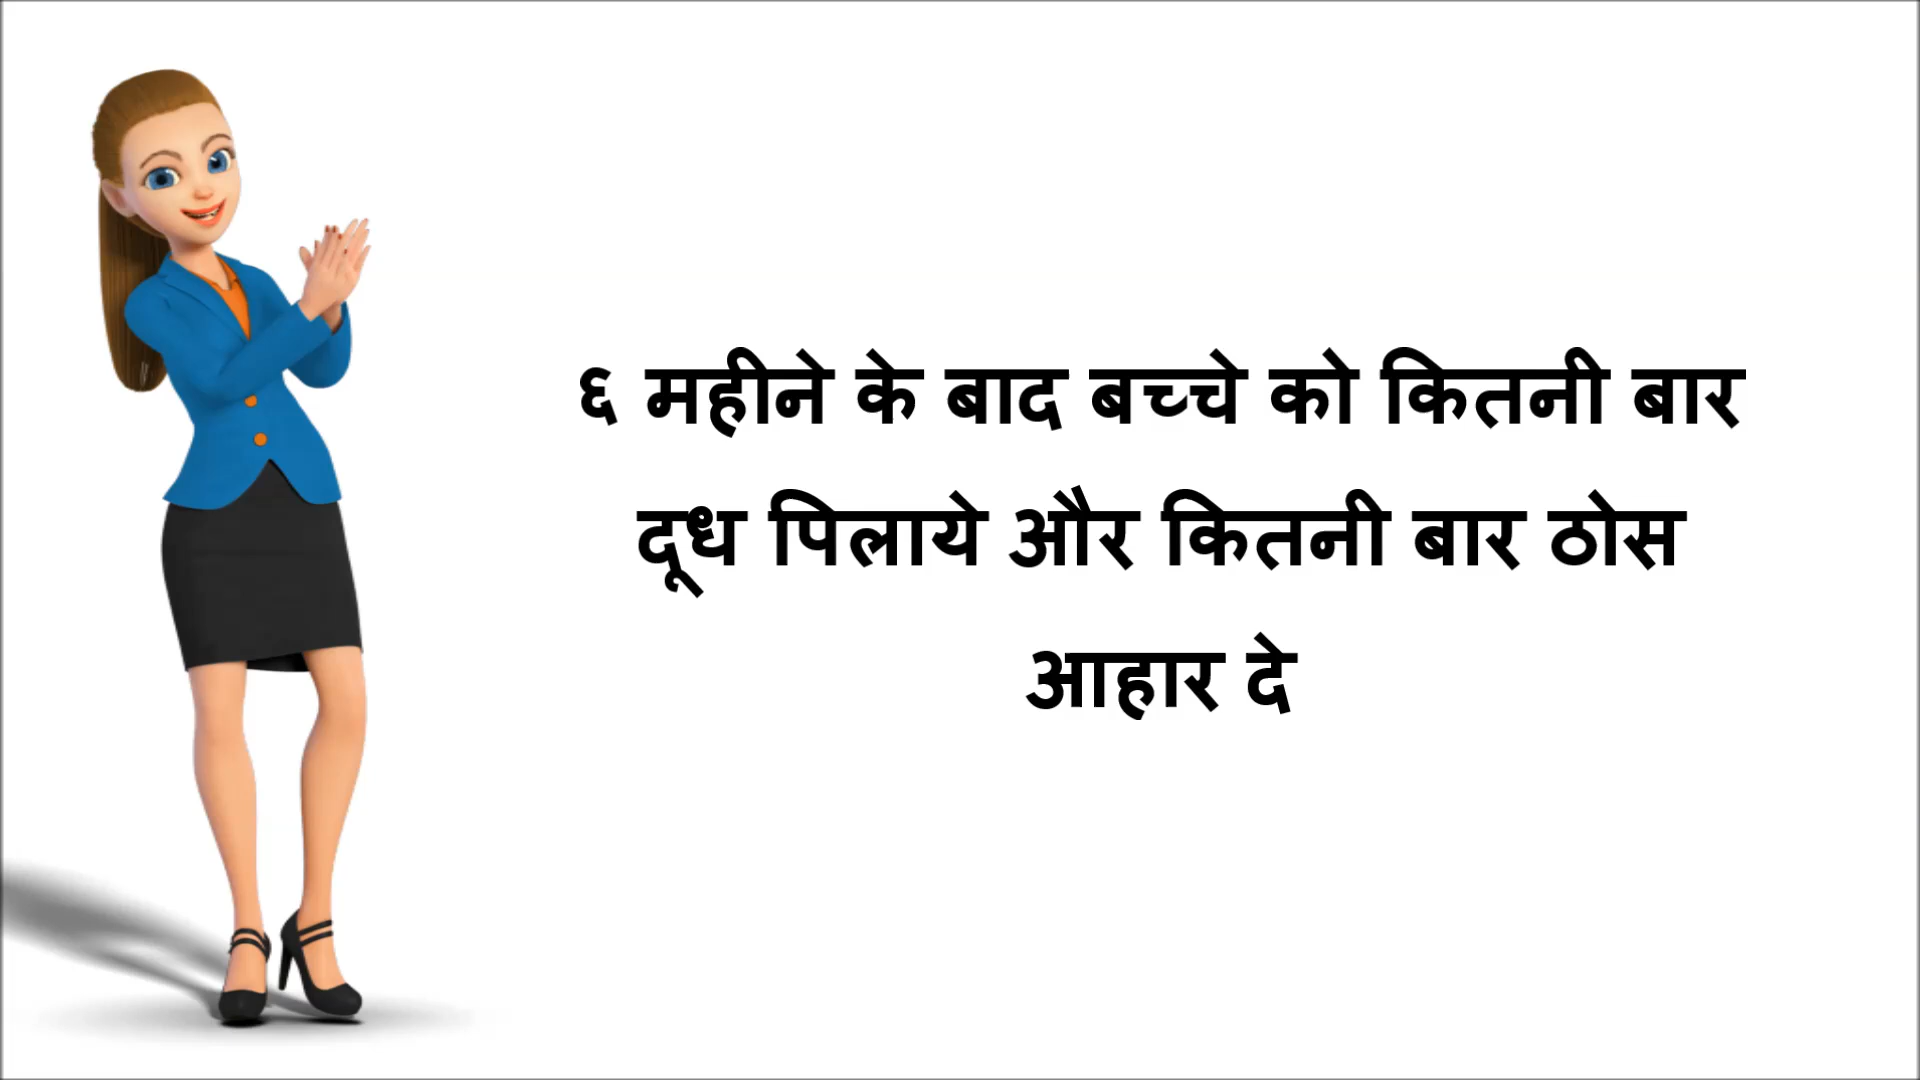 ६ महीने के बाद बच्चे को कितनी बार
दूध पिलाये और कितनी बार ठोस
आहार दे